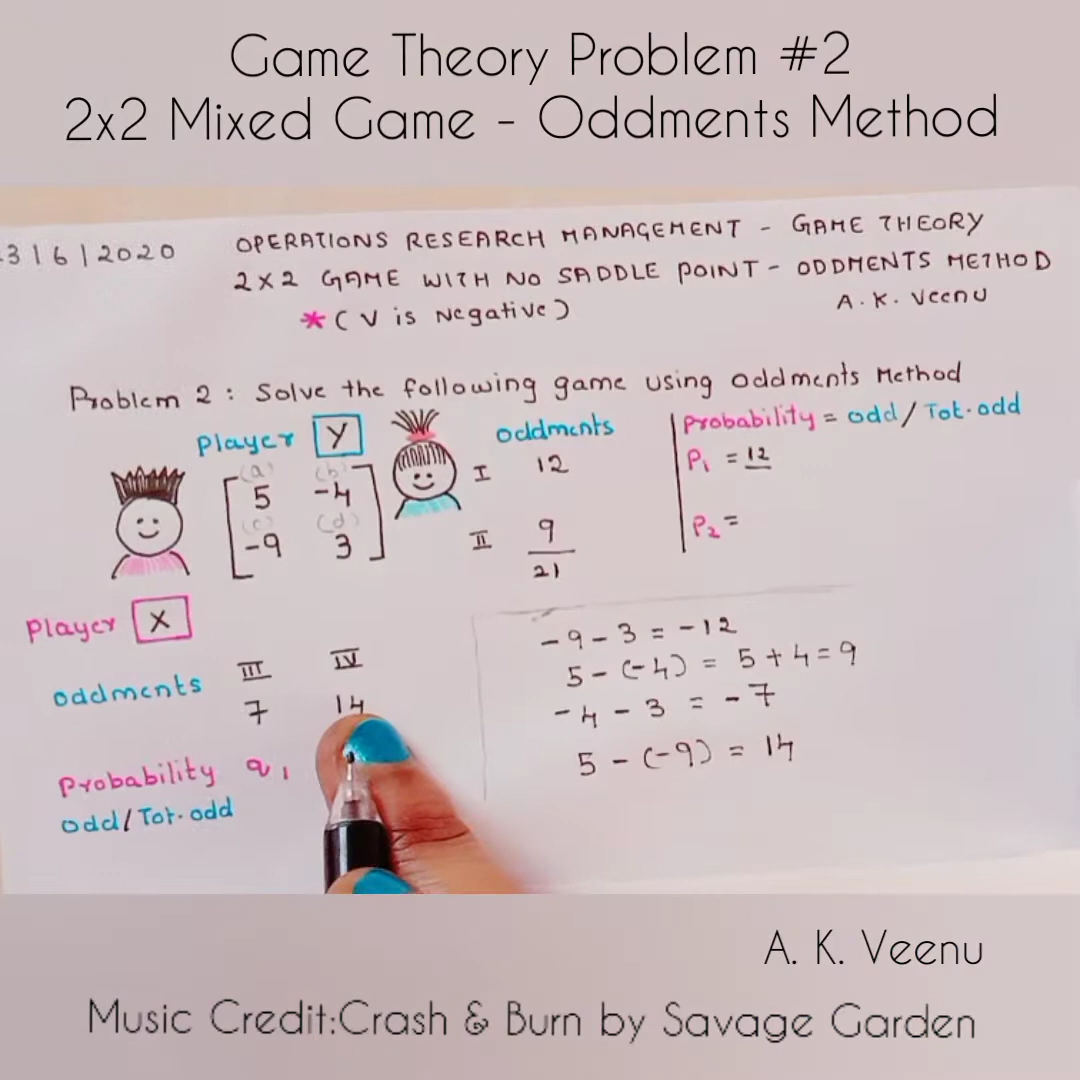 Game Theory Problem #2
2x2 Mixed Game - Oddments Method
3|6|2020
OPERATIONS RESEARCH MANAGEMENT - GAME THEORY
2 X 2 GAME WITH NO SADDLE POINT - ODDMENTS METHOD
* (V is Negative)
A. K. Veenu
Problem 2 : Solve the following game using Oddments Method
Player Y
oddments
Probability = odd / Tot. odd
(a) (b)
5 -4
I 12
P1 = 12
(c) (d)
-9 3
II 9
P2 =
21
Player X
III IV
oddments 7 14
Probability q1
odd / Tot. odd
-9 - 3 = -12
5 - (-4) = 5 + 4 = 9
-4 - 3 = -7
5 - (-9) = 14
A. K. Veenu
Music Credit:Crash & Burn by Savage Garden